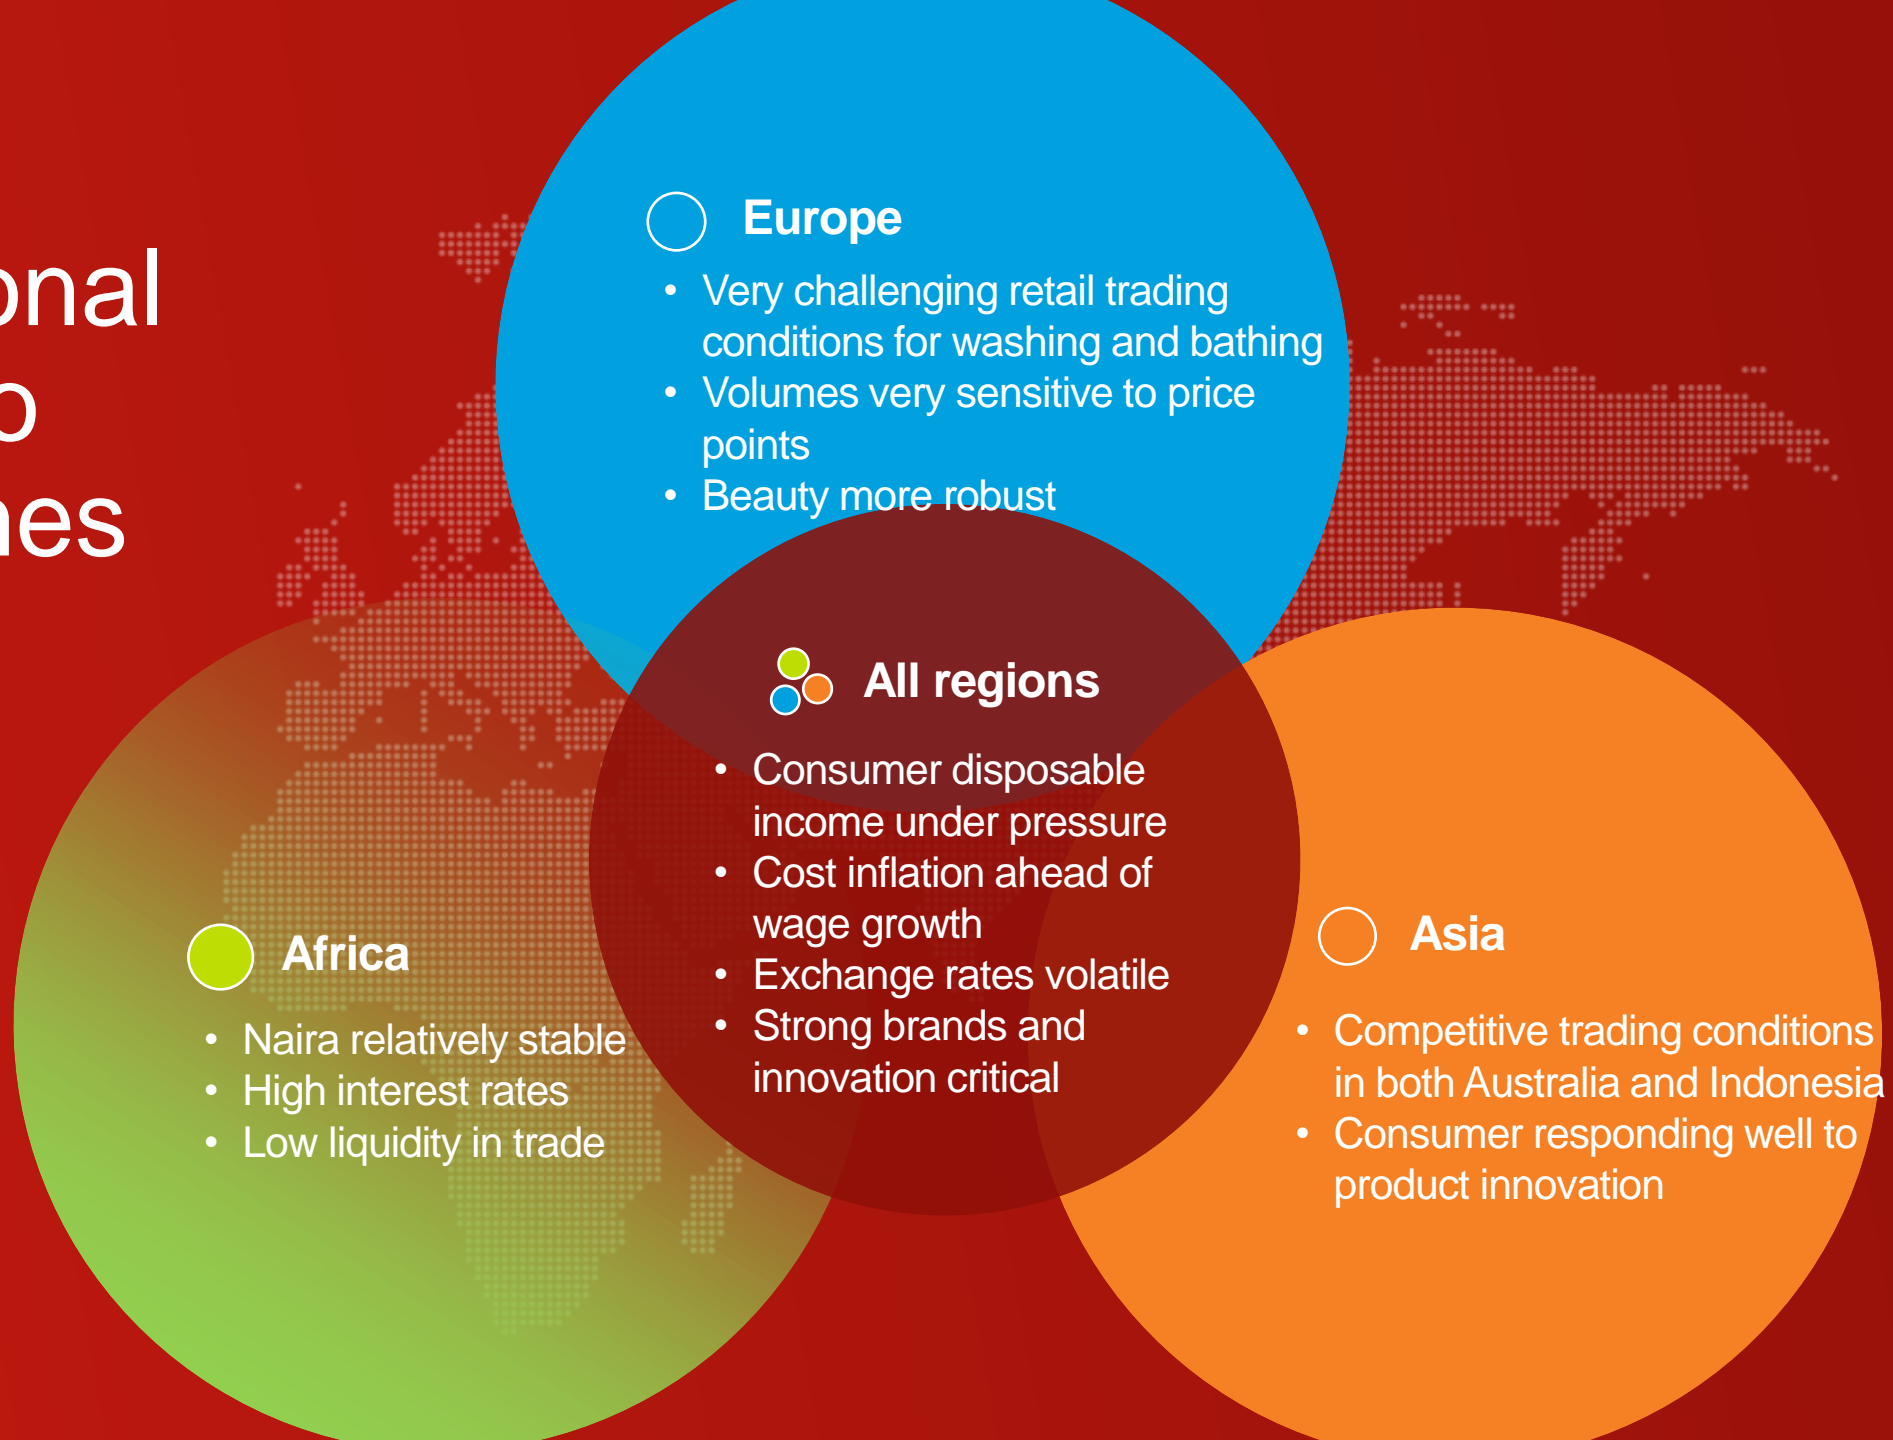 Europe
• Very challenging retail trading
conditions for washing and bathing
• Volumes very sensitive to price
points
• Beauty more robust
All regions
• Consumer disposable
income under pressure
• Cost inflation ahead of
wage growth
• Exchange rates volatile
• Strong brands and
innovation critical
Africa
• Naira relatively stable
• High interest rates
• Low liquidity in trade
Asia
• Competitive trading conditions
in both Australia and Indonesia
• Consumer responding well to
product innovation